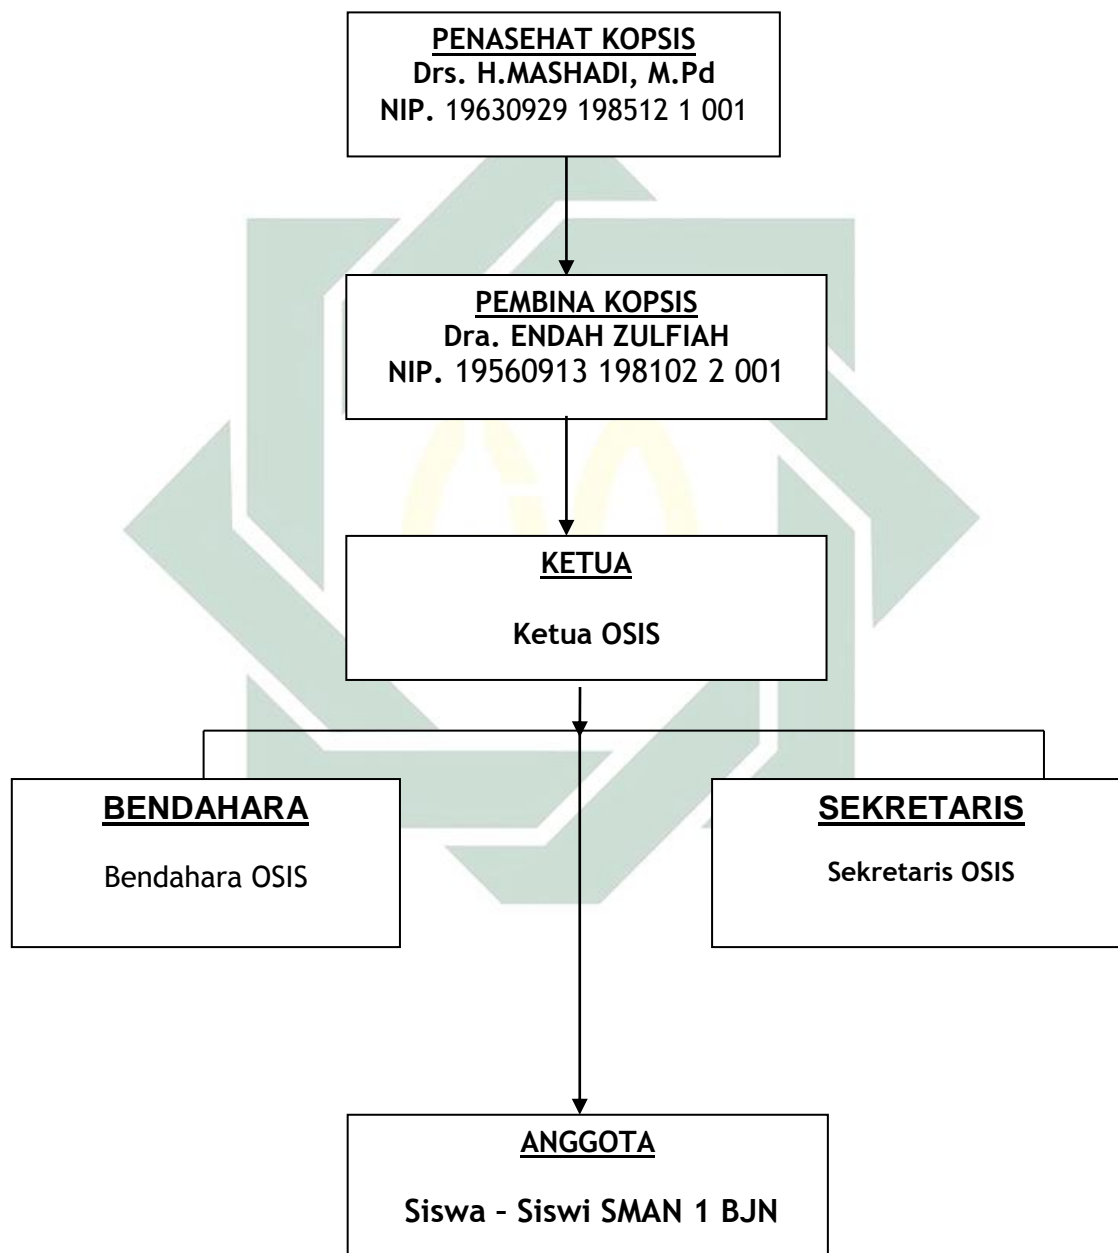 PENASEHAT KOPSIS
Drs. H.MASHADI, M.Pd
NIP. 19630929 198512 1 001
PEMBINA KOPSIS
Dra. ENDAH ZULFIAH
NIP. 19560913 198102 2 001
KETUA
Ketua OSIS
BENDAHARA
Bendahara OSIS
SEKRETARIS
Sekretaris OSIS
ANGGOTA
Siswa – Siswi SMAN 1 BJN